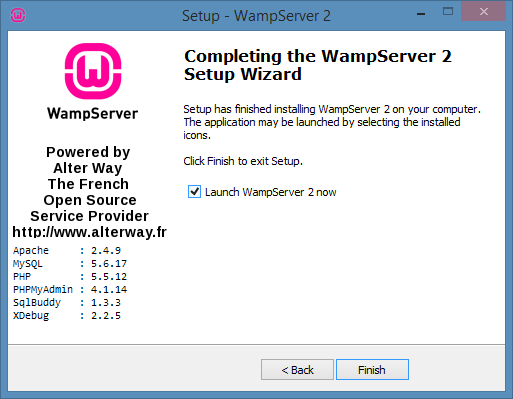 Setup - WampServer 2
WampServer
Powered by
Alter Way
The French
Open Source
Service Provider
http://www.alterway.fr
Apache : 2.4.9
MySQL : 5.6.17
PHP : 5.5.12
PHPMyAdmin : 4.1.14
SqlBuddy : 1.3.3
XDebug : 2.2.5
Completing the WampServer 2
Setup Wizard
Setup has finished installing WampServer 2 on your computer.
The application may be launched by selecting the installed
icons.
Click Finish to exit Setup.
Launch WampServer 2 now
< Back
Finish